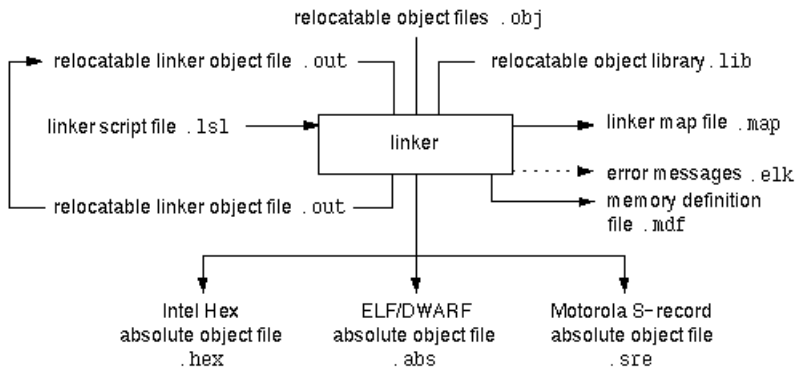 relocatable object files .obj
relocatable linker object file .out
relocatable object library .lib
linker script file .lsl
linker
linker map file .map
error messages .elk
relocatable linker object file .out
memory definition
file .mdf
Intel Hex
absolute object file
.hex
ELF/DWARF
absolute object file
.abs
Motorola S-record
absolute object file
.sre